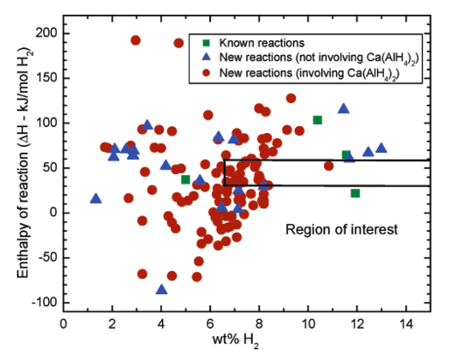 200
150
100
50
0
-50
-100
Enthalpy of reaction (ΔH - kJ/mol H₂)
Known reactions
New reactions (not involving Ca(AlH₄)₂)
New reactions (involving Ca(AlH₄)₂)
Region of interest
0 2 4 6 8 10 12 14
wt% H₂